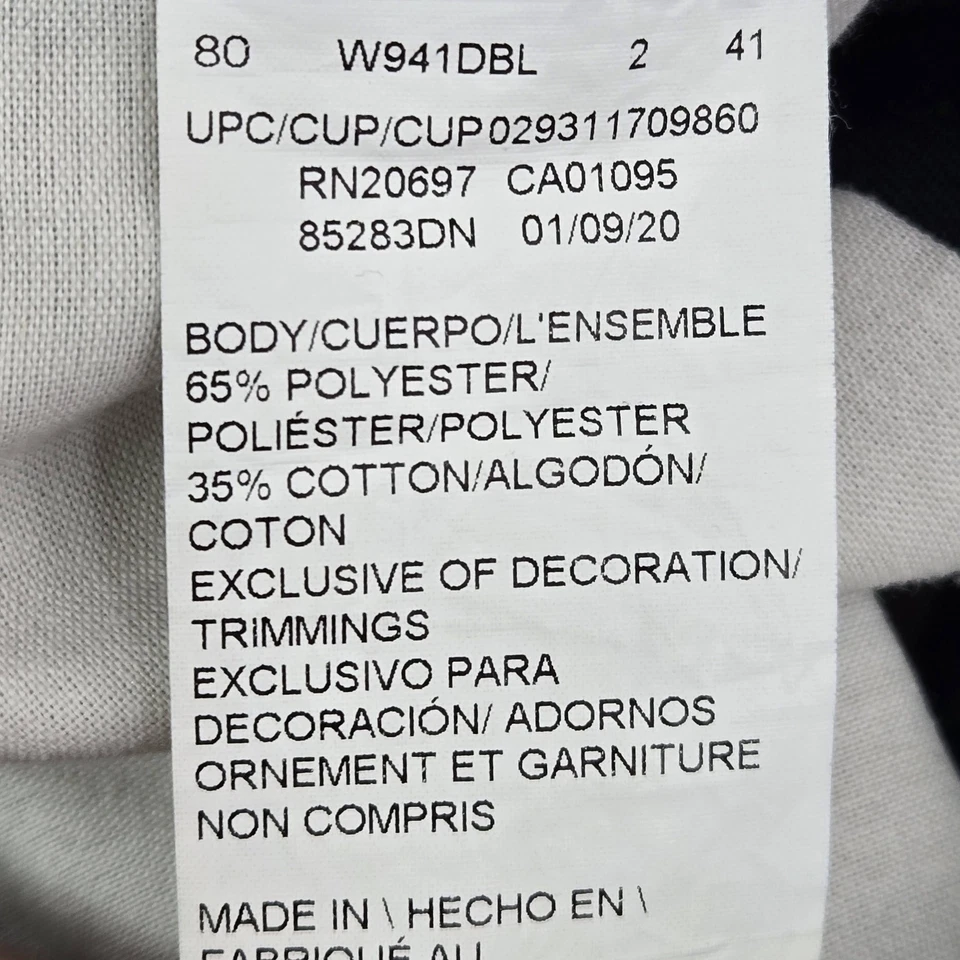 80 W941DBL 2 41
UPC/CUP/CUP029311709860
RN20697 CA01095
85283DN 01/09/20
BODY/CUERPO/L'ENSEMBLE
65% POLYESTER/
POLIÉSTER/POLYESTER
35% COTTON/ALGODÓN/
COTON
EXCLUSIVE OF DECORATION/
TRIMMINGS
EXCLUSIVO PARA
DECORACIÓN/ ADORNOS
ORNEMENT ET GARNITURE
NON COMPRIS
MADE IN \ HECHO EN \
FABRIQUÉ AU